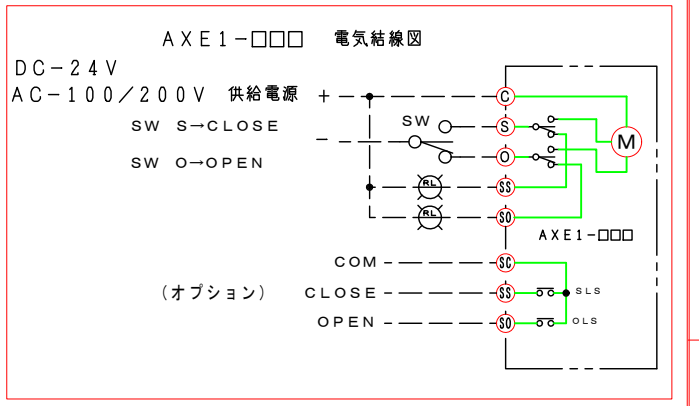 AXE1-□□□ 電気結線図
DC-24V
AC-100/200V 供給電源 + C
SW S→CLOSE SW S
- M
SW O→OPEN O
RL SS
RL SO
AXE1-□□□
COM SC
(オプション) CLOSE SS SLS
OPEN SO OLS